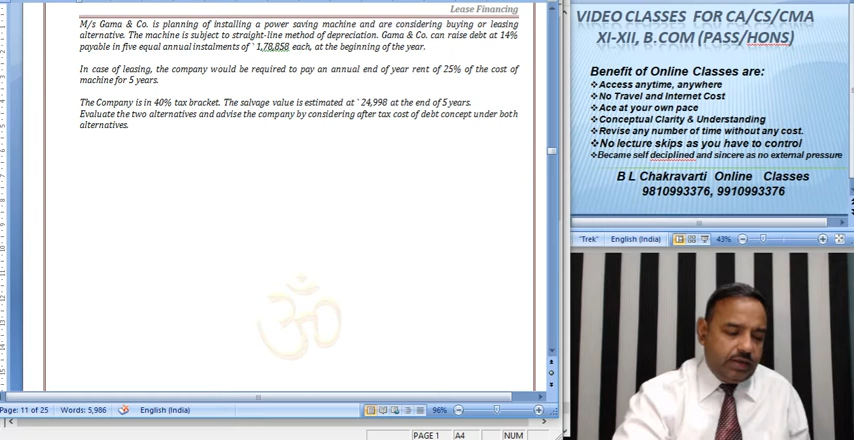 Lease Financing
M/s Gama & Co. is planning of installing a power saving machine and are considering buying or leasing
alternative. The machine is subject to straight-line method of depreciation. Gama & Co. can raise debt at 14%
payable in five equal annual instalments of ` 1,78,858 each, at the beginning of the year.
In case of leasing, the company would be required to pay an annual end of year rent of 25% of the cost of
machine for 5 years.
The Company is in 40% tax bracket. The salvage value is estimated at ` 24,998 at the end of 5 years.
Evaluate the two alternatives and advise the company by considering after tax cost of debt concept under both
alternatives.
ॐ
Page: 11 of 25 Words: 5,986 English (India) 96%
PAGE 1 A4 NUM
VIDEO CLASSES FOR CA/CS/CMA
XI-XII, B.COM (PASS/HONS)
Benefit of Online Classes are:
❖Access anytime, anywhere
❖No Travel and Internet Cost
❖Ace at your own pace
❖Conceptual Clarity & Understanding
❖Revise any number of time without any cost.
❖No lecture skips as you have to control
❖Became self deciplined and sincere as no external pressure
B L Chakravarti Online Classes
9810993376, 9910993376
"Trek" English (India) 43%